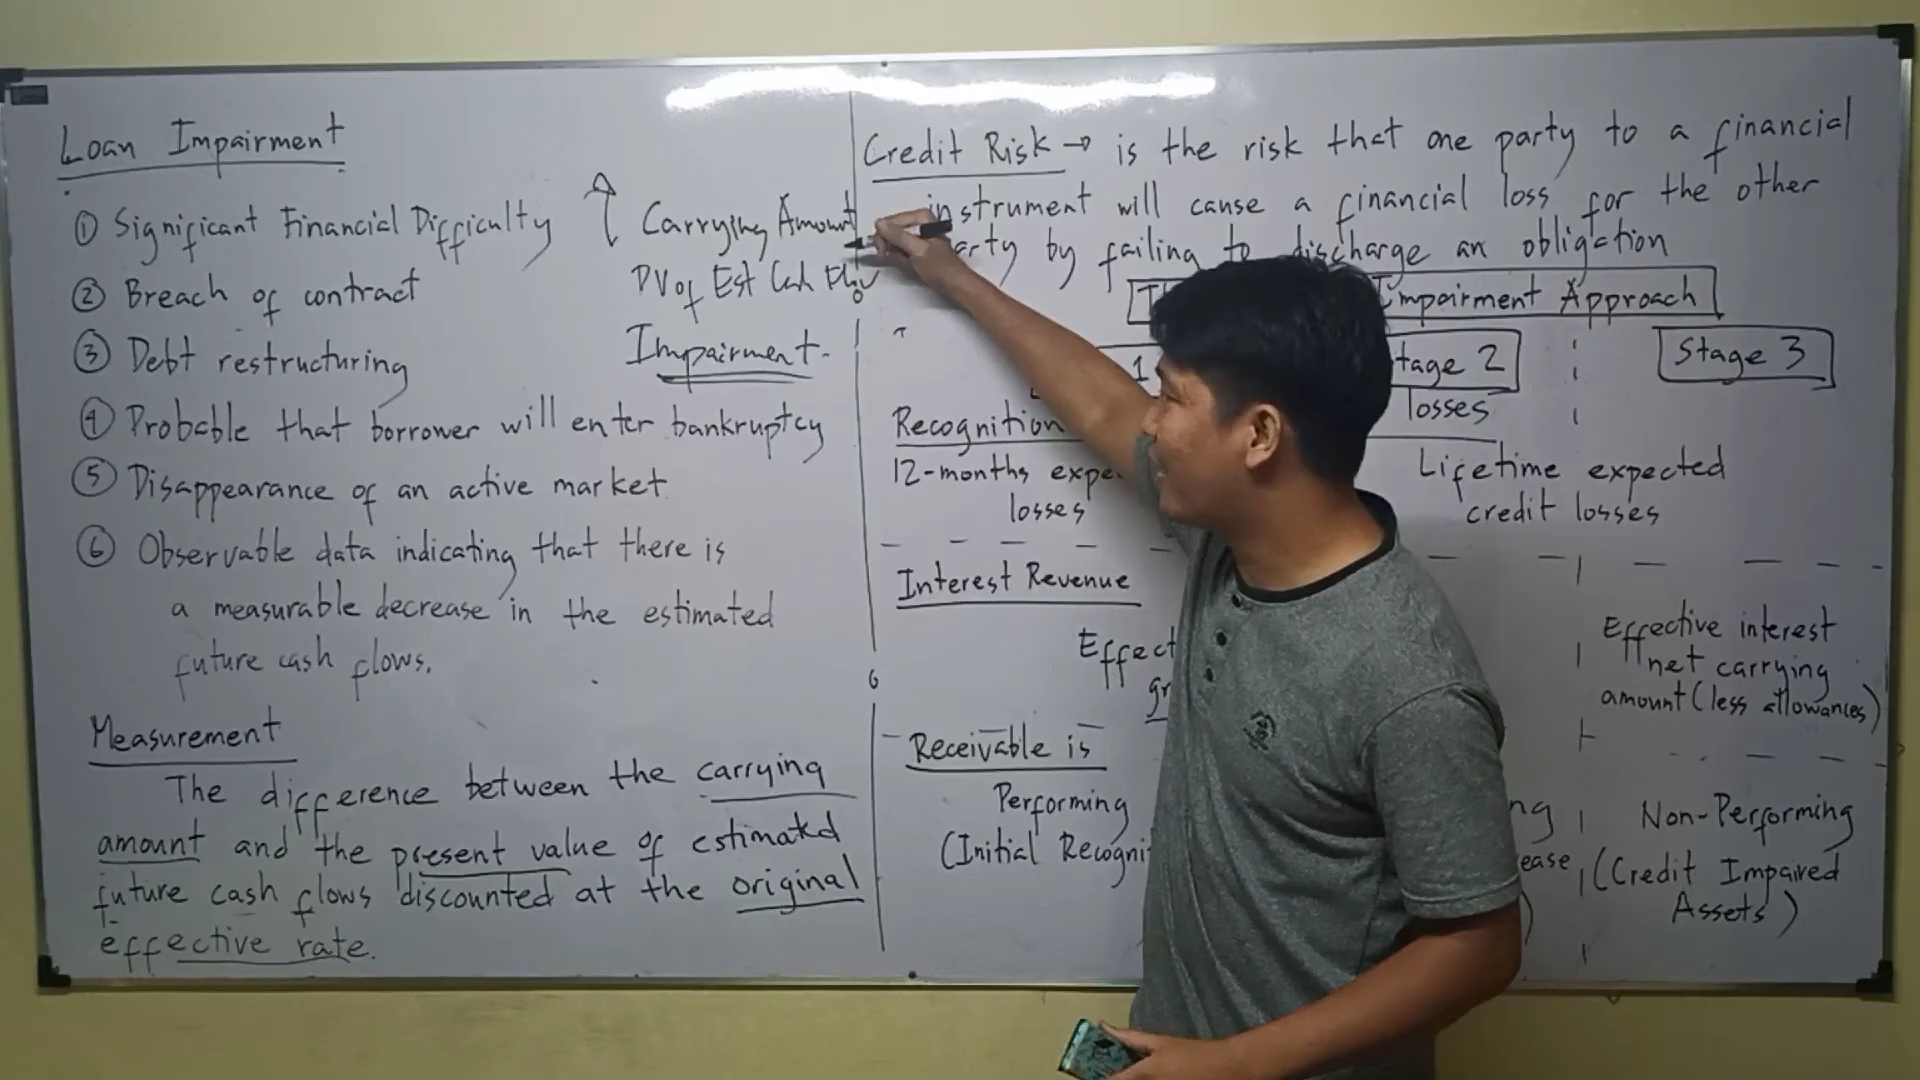 Loan Impairment
① Significant Financial Difficulty
② Breach of contract
③ Debt restructuring
④ Probable that borrower will enter bankruptcy
⑤ Disappearance of an active market
⑥ Observable data indicating that there is
a measurable decrease in the estimated
future cash flows.
↑ Carrying Amount
PV of Est Cash Flow
Impairment
Measurement
The difference between the carrying
amount and the present value of estimated
future cash flows discounted at the original
effective rate.
Credit Risk → is the risk that one party to a financial
instrument will cause a financial loss for the other
party by failing to discharge an obligation
Impairment Approach
1
Stage 2
Stage 3
Recognition
losses
12-months
losses
Lifetime expected
credit losses
Interest Revenue
Effective interest
net carrying
amount (less allowances)
Receivable is
Performing
(Initial
Non-Performing
(Credit Impaired
Assets)